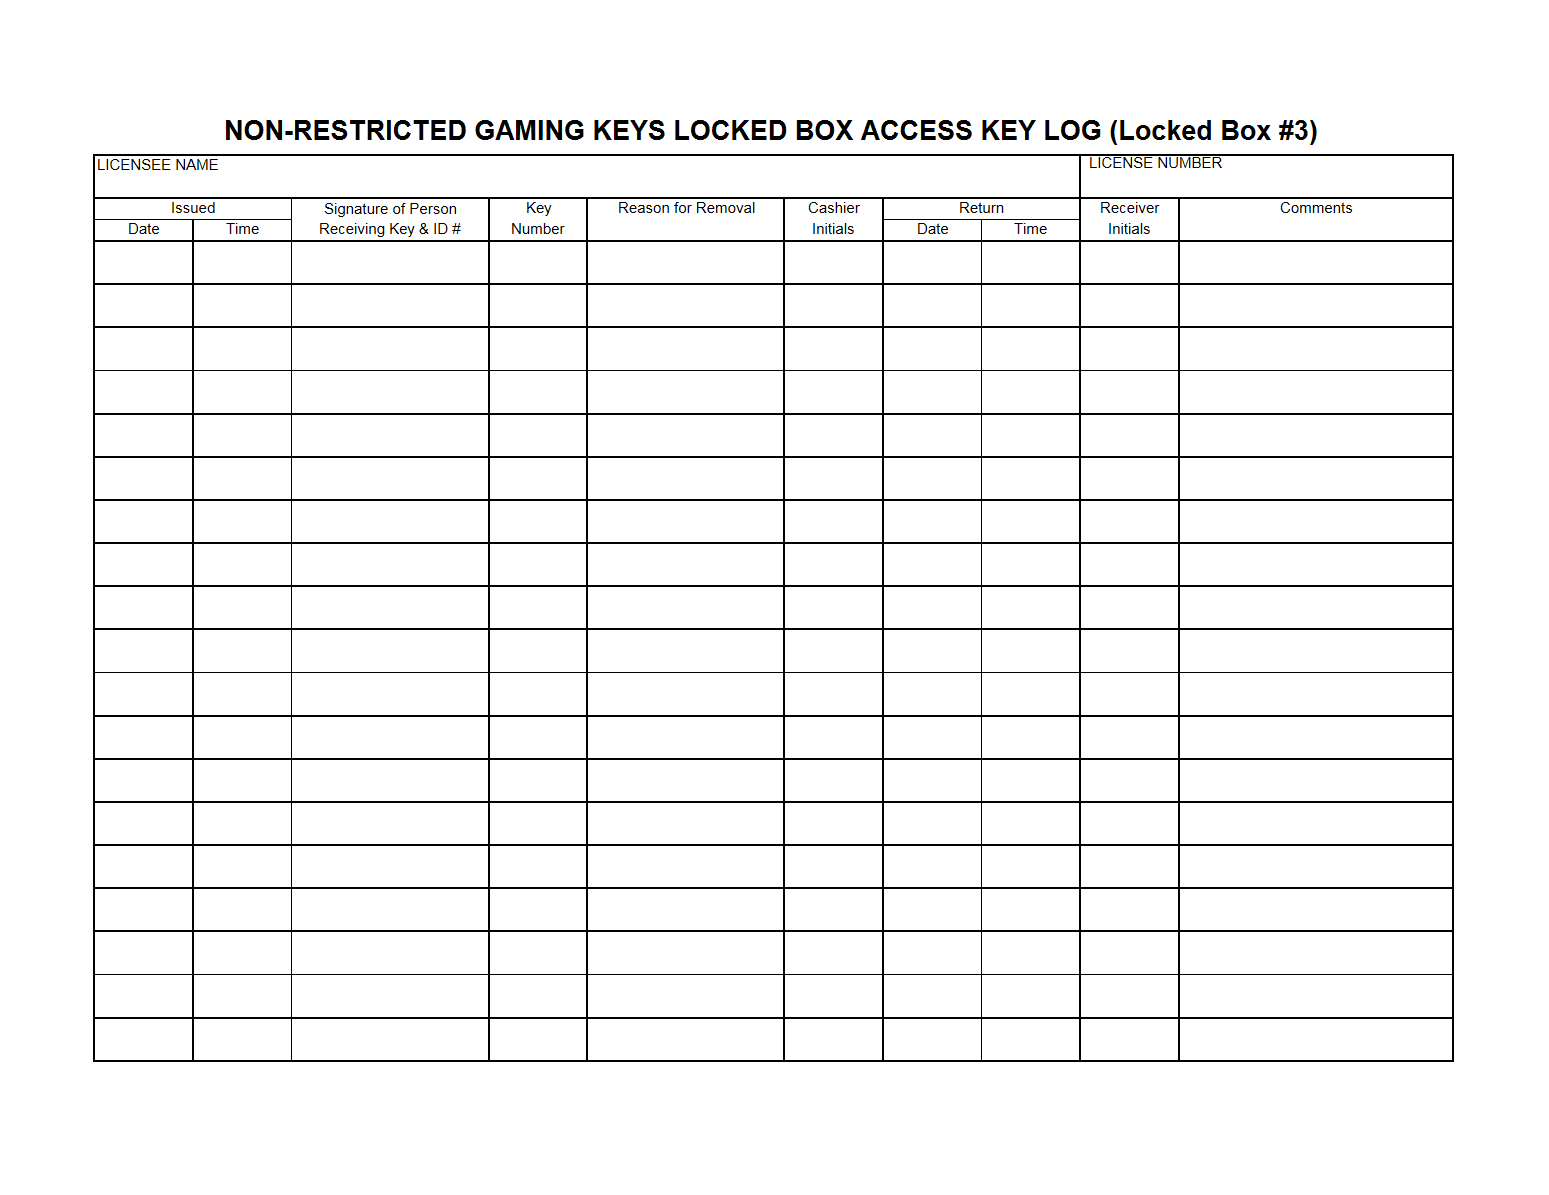 NON-RESTRICTED GAMING KEYS LOCKED BOX ACCESS KEY LOG (Locked Box #3)
LICENSEE NAME
LICENSE NUMBER
Issued
Date
Time
Signature of Person
Receiving Key & ID #
Key
Number
Reason for Removal
Cashier
Initials
Return
Date
Time
Receiver
Initials
Comments